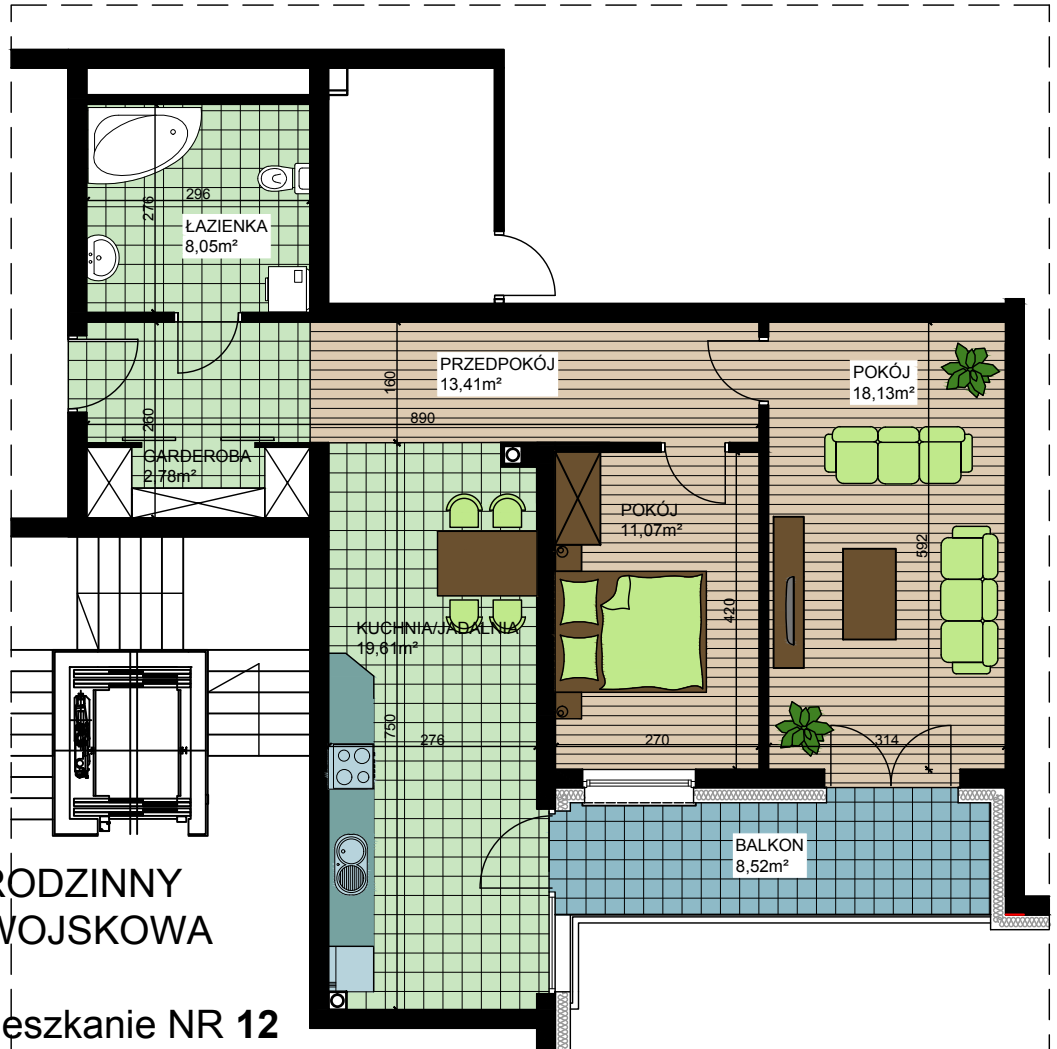 296
276
ŁAZIENKA
8,05m²
PRZEDPOKÓJ
13,41m²
160
890
260
POKÓJ
18,13m²
GARDEROBA
2,78m²
POKÓJ
11,07m²
592
420
KUCHNIA/JADALNIA
19,61m²
750
276
270
314
BALKON
8,52m²
RODZINNY
WOJSKOWA
eszkanie NR 12